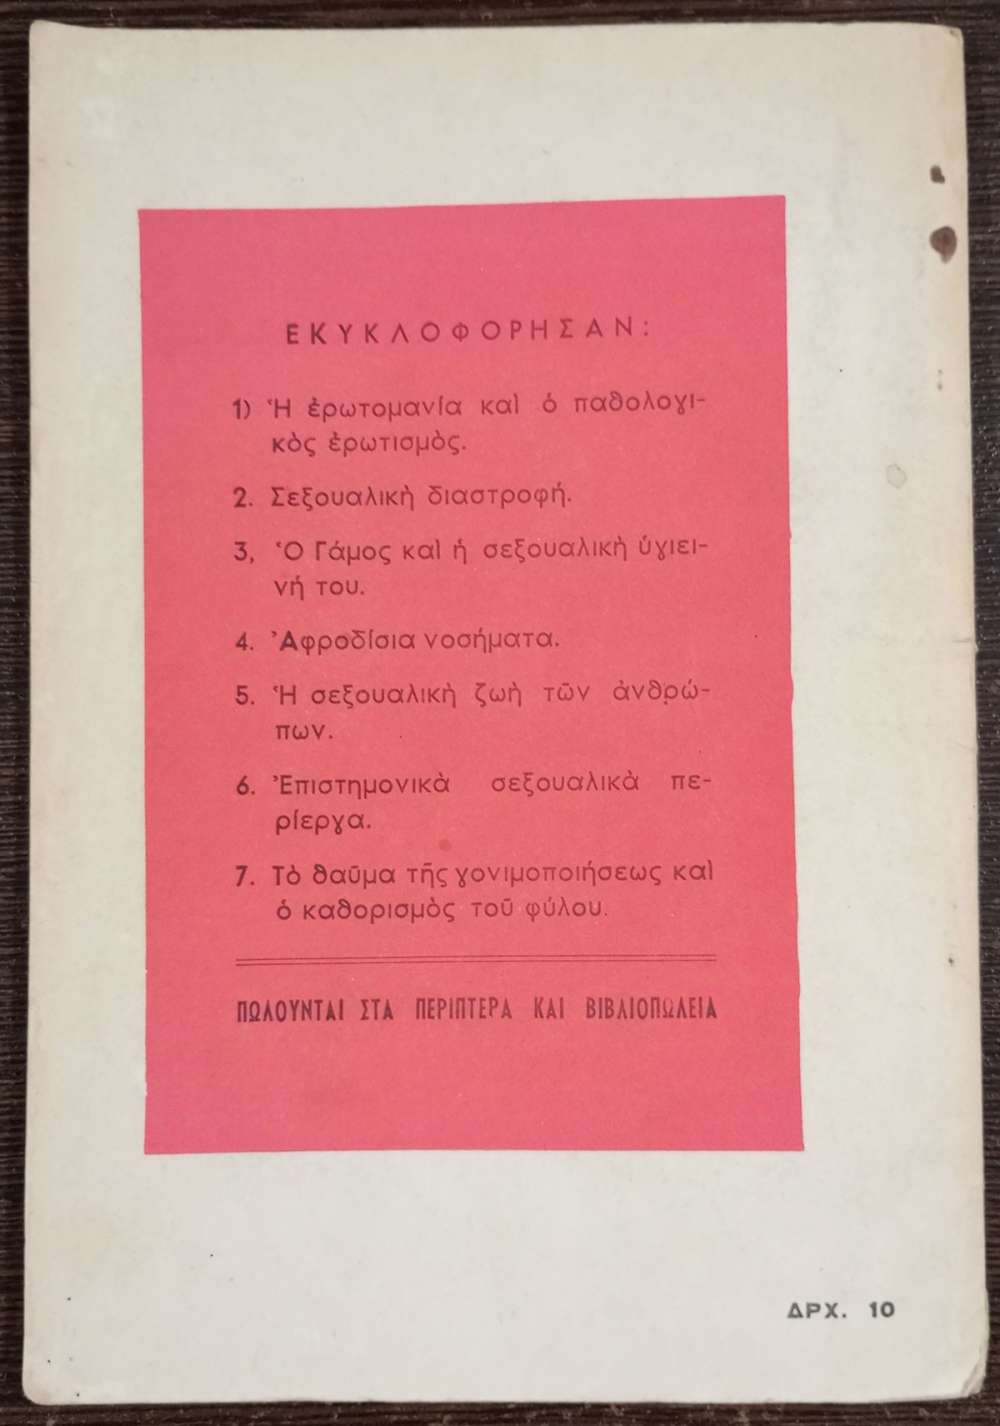 ΕΚΥΚΛΟΦΟΡΗΣΑΝ:
1) Ἡ ἐρωτομανία καὶ ὁ παθολογι-
κὸς ἐρωτισμὸς.
2. Σεξουαλικὴ διαστροφή.
3, Ὁ Γάμος καὶ ἡ σεξουαλικὴ ὑγιει-
νή του.
4. Ἀφροδίσια νοσήματα.
5. Ἡ σεξουαλικὴ ζωὴ τῶν ἀνθρώ-
πων.
6. Ἐπιστημονικὰ σεξουαλικὰ πε-
ρίεργα.
7. Τὸ θαῦμα τῆς γονιμοποιήσεως καὶ
ὁ καθορισμὸς τοῦ φύλου.
ΠΩΛΟΥΝΤΑΙ ΣΤΑ ΠΕΡΙΠΤΕΡΑ ΚΑΙ ΒΙΒΛΙΟΠΩΛΕΙΑ
ΔΡΧ. 10